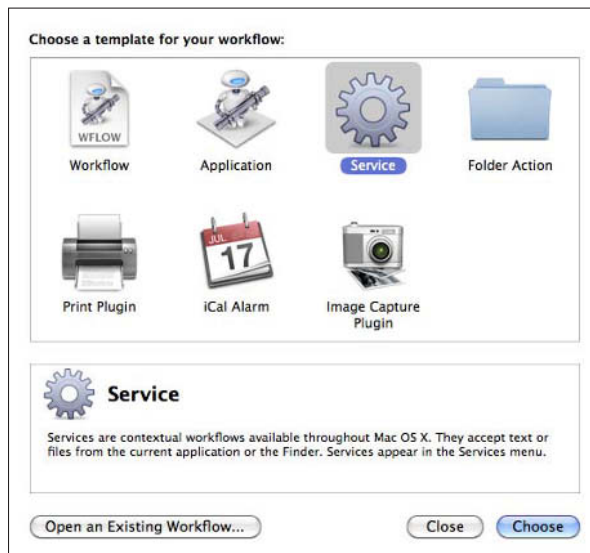 Choose a template for your workflow:
WFLOW
Workflow
Application
Service
Folder Action
JUL
17
Print Plugin
iCal Alarm
Image Capture
Plugin
Service
Services are contextual workflows available throughout Mac OS X. They accept text or
files from the current application or the Finder. Services appear in the Services menu.
Open an Existing Workflow...
Close
Choose